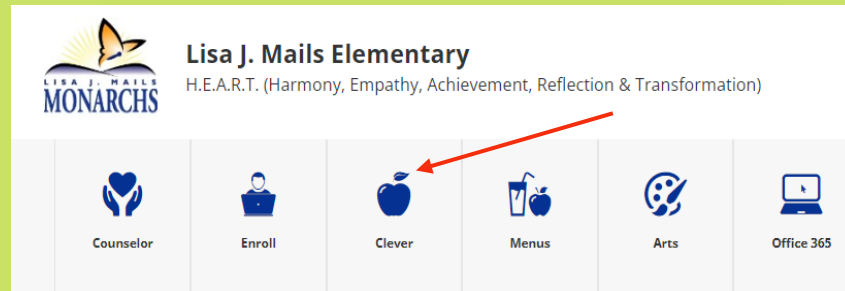 Lisa J. Mails Elementary
H.E.A.R.T. (Harmony, Empathy, Achievement, Reflection & Transformation)
LISA J. MAILS
MONARCHS
Counselor
Enroll
Clever
Menus
Arts
Office 365